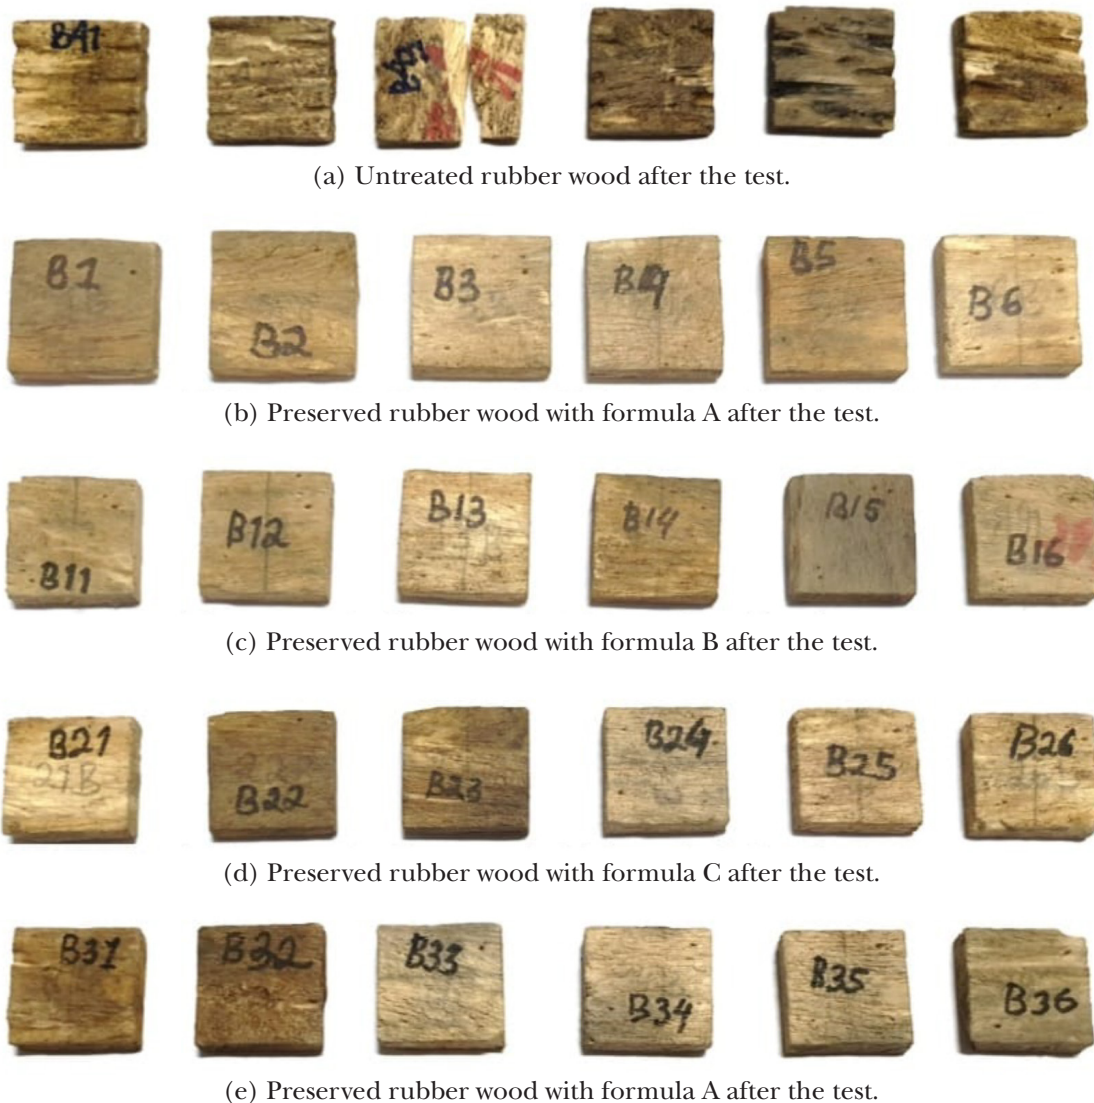 B41
(a) Untreated rubber wood after the test.
B1 B2 B3 B4 B5 B6
(b) Preserved rubber wood with formula A after the test.
B11 B12 B13 B14 B15 B16
(c) Preserved rubber wood with formula B after the test.
B21 B22 B23 B24 B25 B26
27B
(d) Preserved rubber wood with formula C after the test.
B31 B32 B33 B34 B35 B36
(e) Preserved rubber wood with formula A after the test.